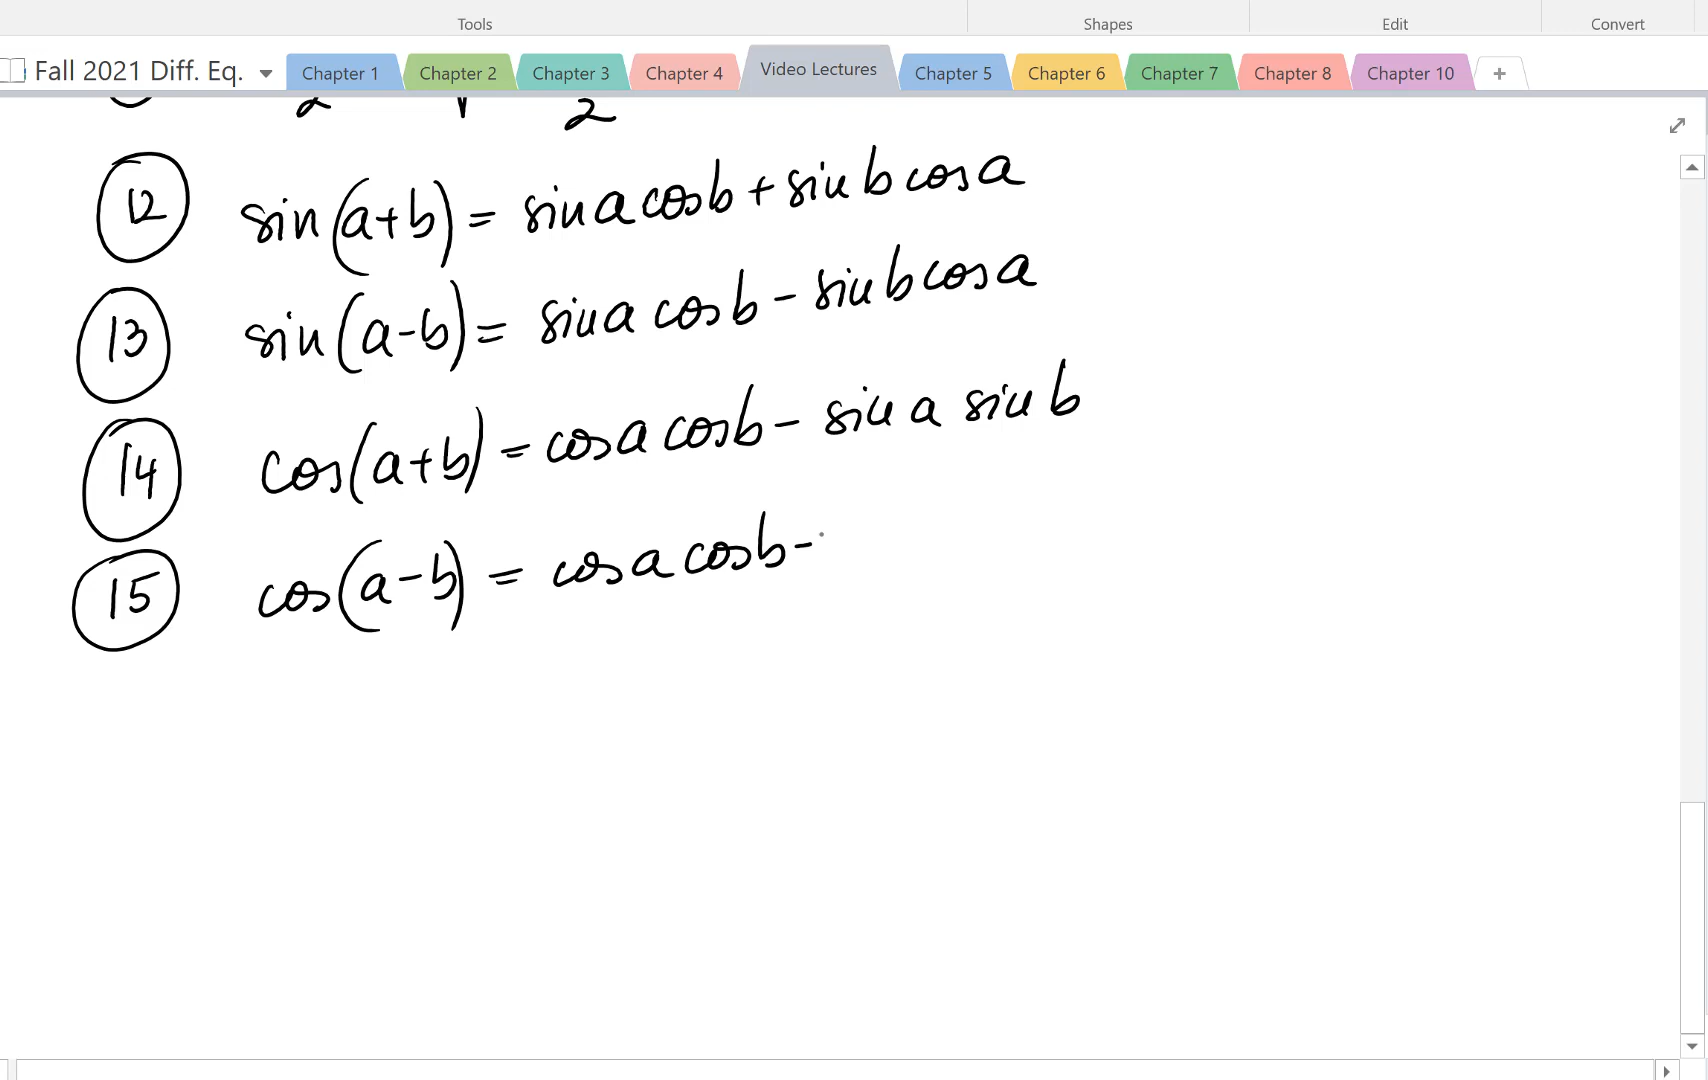 Tools Shapes Edit Convert
Fall 2021 Diff. Eq. Chapter 1 Chapter 2 Chapter 3 Chapter 4 Video Lectures Chapter 5 Chapter 6 Chapter 7 Chapter 8 Chapter 10 +
2 2
12 sin(a+b) = sin a cos b + sin b cos a
13 sin(a-b) = sin a cos b - sin b cos a
14 cos(a+b) = cos a cos b - sin a sin b
15 cos(a-b) = cos a cos b -